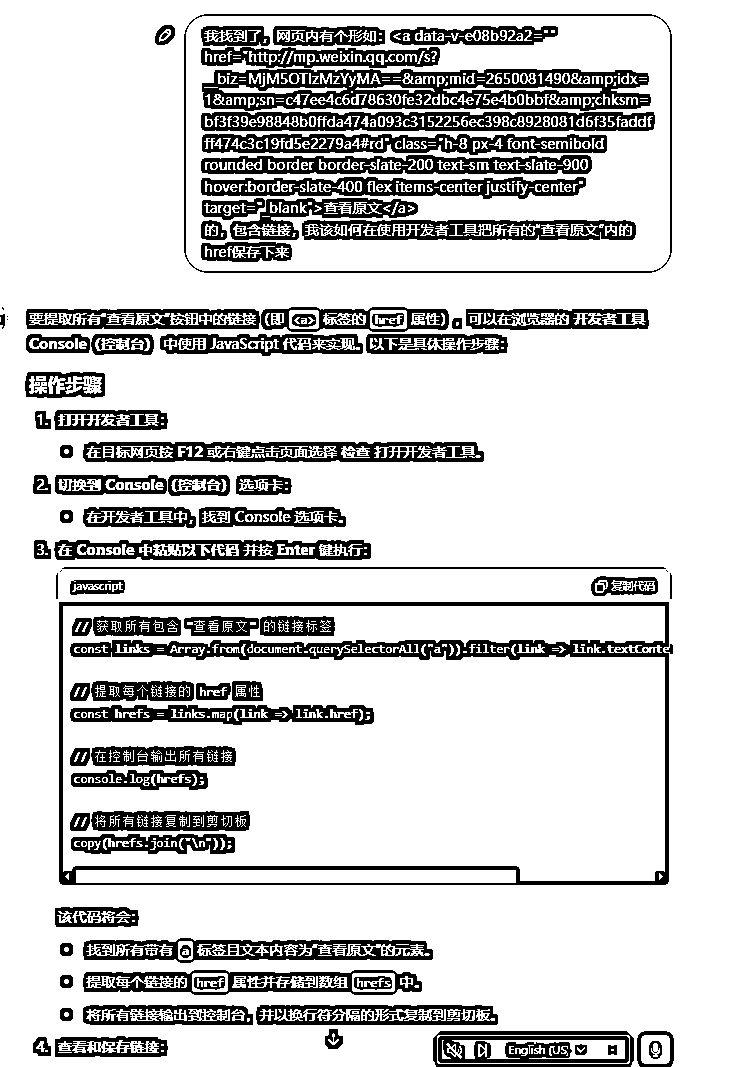 我找到了，网页内有个形如：<a data-v-e08b92a2=""
href="http://mp.weixin.qq.com/s?
__biz=MjM5OTIzMzYyMA==&amp;mid=2650081490&amp;idx=
1&amp;sn=c47ee4c6d78630fe32dbc4e75e4b0bbf&amp;chksm=
bf3f39e98848b0ffda474a093c3152256ec398c8928081d6f35faddf
ff474c3c19fd5e2279a4#rd" class="h-8 px-4 font-semibold
rounded border border-slate-200 text-sm text-slate-900
hover:border-slate-400 flex items-center justify-center"
target="_blank">查看原文</a>
的，包含链接，我该如何在使用开发者工具把所有的"查看原文"内的
href保存下来
要提取所有"查看原文"按钮中的链接（即 <a> 标签的 href 属性），可以在浏览器的 开发者工具
Console（控制台） 中使用 JavaScript 代码来实现。以下是具体操作步骤：
操作步骤
1. 打开开发者工具：
在目标网页按 F12 或右键点击页面选择 检查 打开开发者工具。
2. 切换到 Console（控制台） 选项卡：
在开发者工具中，找到 Console 选项卡。
3. 在 Console 中粘贴以下代码 并按 Enter 键执行：
javascript 复制代码
// 获取所有包含 "查看原文" 的链接标签
const links = Array.from(document.querySelectorAll("a")).filter(link => link.textConte
// 提取每个链接的 href 属性
const hrefs = links.map(link => link.href);
// 在控制台输出所有链接
console.log(hrefs);
// 将所有链接复制到剪切板
copy(hrefs.join("\n"));
该代码将会：
找到所有带有 a 标签且文本内容为"查看原文"的元素。
提取每个链接的 href 属性并存储到数组 hrefs 中。
将所有链接输出到控制台，并以换行符分隔的形式复制到剪切板。
4. 查看和保存链接：
English (US)